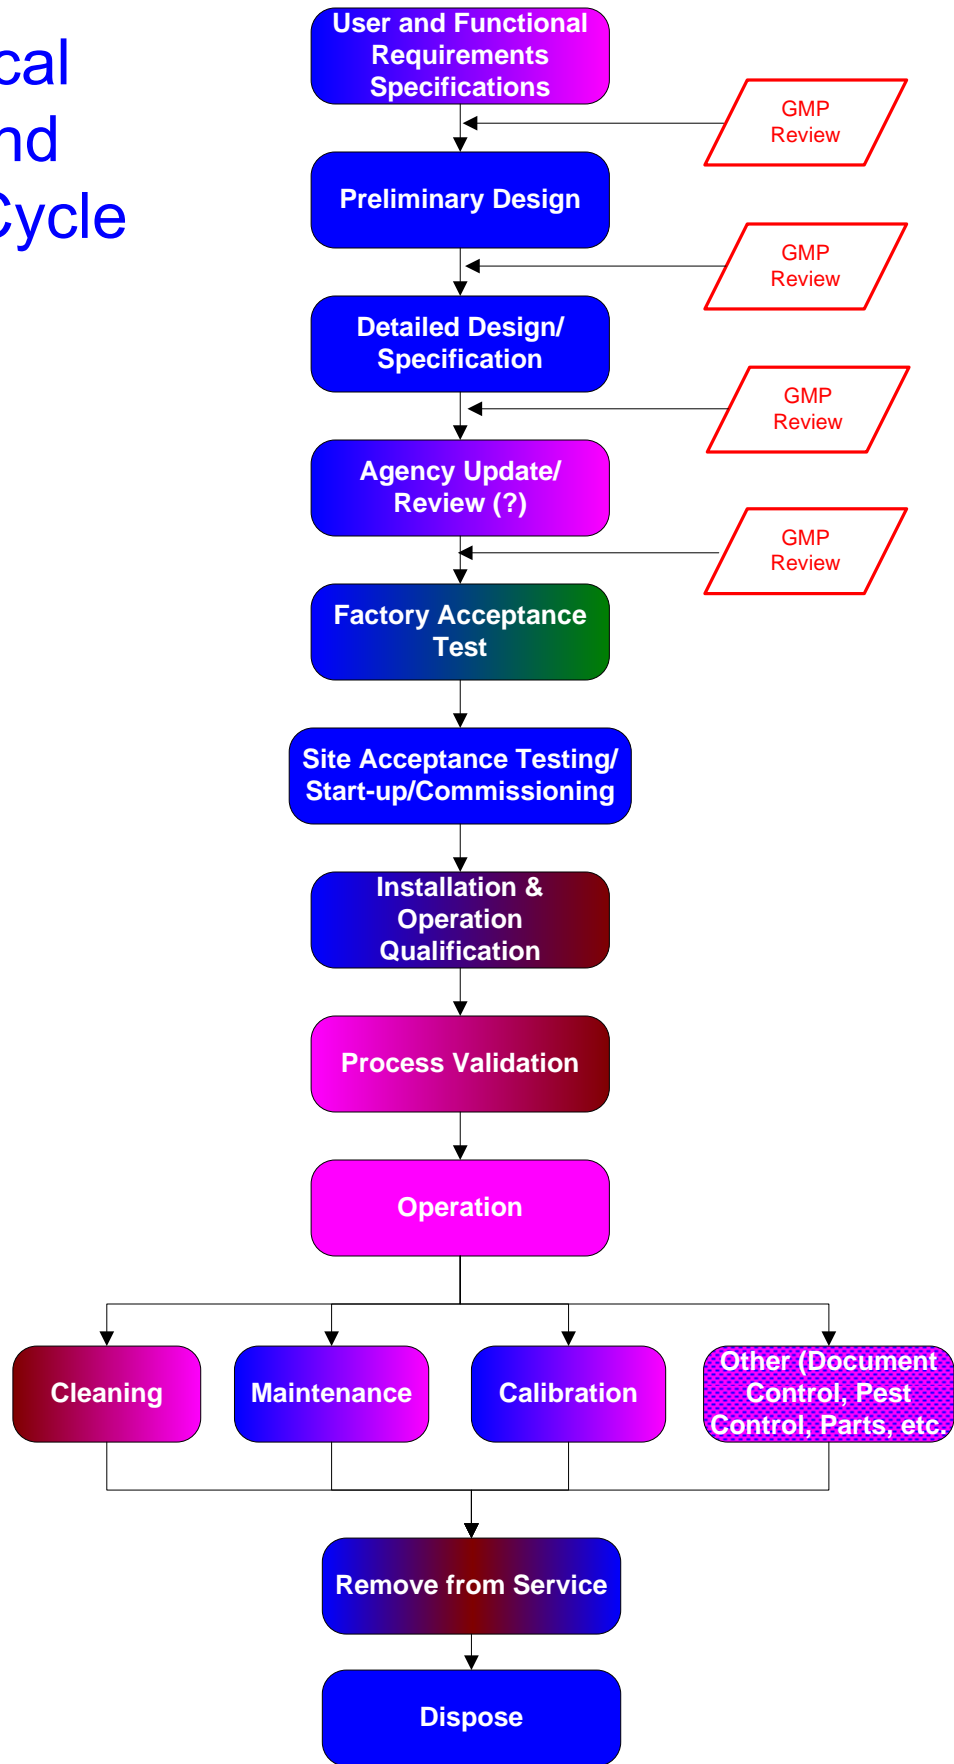 cal
nd
Cycle
User and Functional
Requirements
Specifications
GMP
Review
Preliminary Design
GMP
Review
Detailed Design/
Specification
GMP
Review
Agency Update/
Review (?)
GMP
Review
Factory Acceptance
Test
Site Acceptance Testing/
Start-up/Commissioning
Installation &
Operation
Qualification
Process Validation
Operation
Cleaning
Maintenance
Calibration
Other (Document
Control, Pest
Control, Parts, etc.
Remove from Service
Dispose